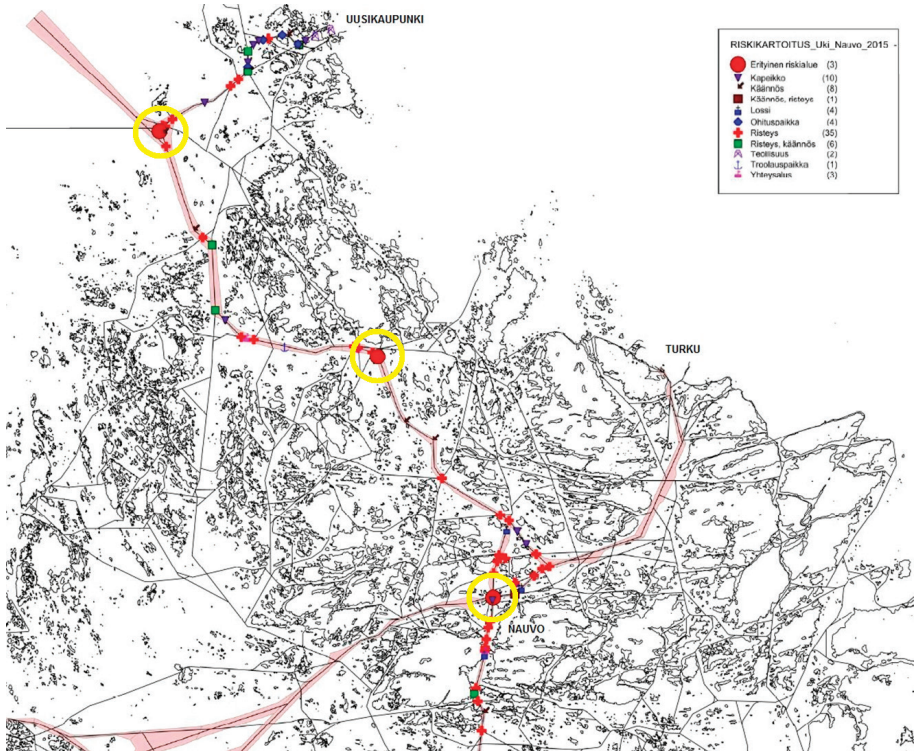 UUSIKAUPUNKI
RISKIKARTOITUS_Uki_Nauvo_2015 -
Erityinen riskialue (3)
Kapeikko (10)
Käännös (8)
Käännös, risteys (1)
Lossi (4)
Ohituspaikka (4)
Risteys (35)
Risteys, käännös (6)
Teollisuus (2)
Troolauspaikka (1)
Yhteysalus (3)
TURKU
NAUVO